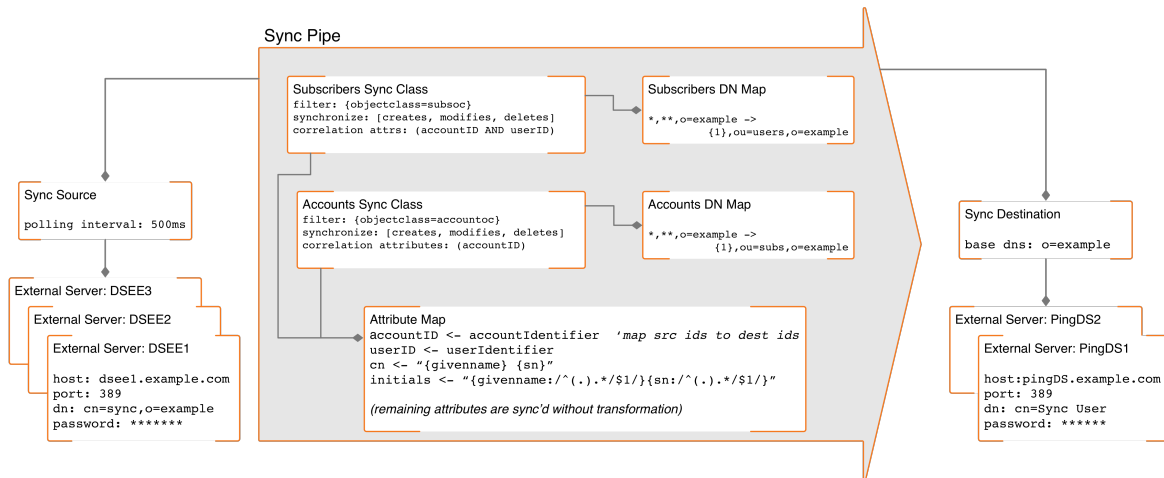 Sync Pipe
Subscribers Sync Class
filter: {objectclass=subsoc}
synchronize: [creates, modifies, deletes]
correlation attrs: (accountID AND userID)
Subscribers DN Map
*,**,o=example ->
{1},ou=users,o=example
Sync Source
polling interval: 500ms
Accounts Sync Class
filter: {objectclass=accountoc}
synchronize: [creates, modifies, deletes]
correlation attributes: (accountID)
Accounts DN Map
*,**,o=example ->
{1},ou=subs,o=example
Sync Destination
base dns: o=example
External Server: DSEE3
External Server: DSEE2
External Server: DSEE1
host: dsee1.example.com
port: 389
dn: cn=sync,o=example
password: *******
Attribute Map
accountID <- accountIdentifier ‘map src ids to dest ids
userID <- userIdentifier
cn <- “{givenname} {sn}”
initials <- “{givenname:/^(.).*/$1/}{sn:/^(.).*/$1/}”
(remaining attributes are sync’d without transformation)
External Server: PingDS2
External Server: PingDS1
host:pingDS.example.com
port: 389
dn: cn=Sync User
password: ******